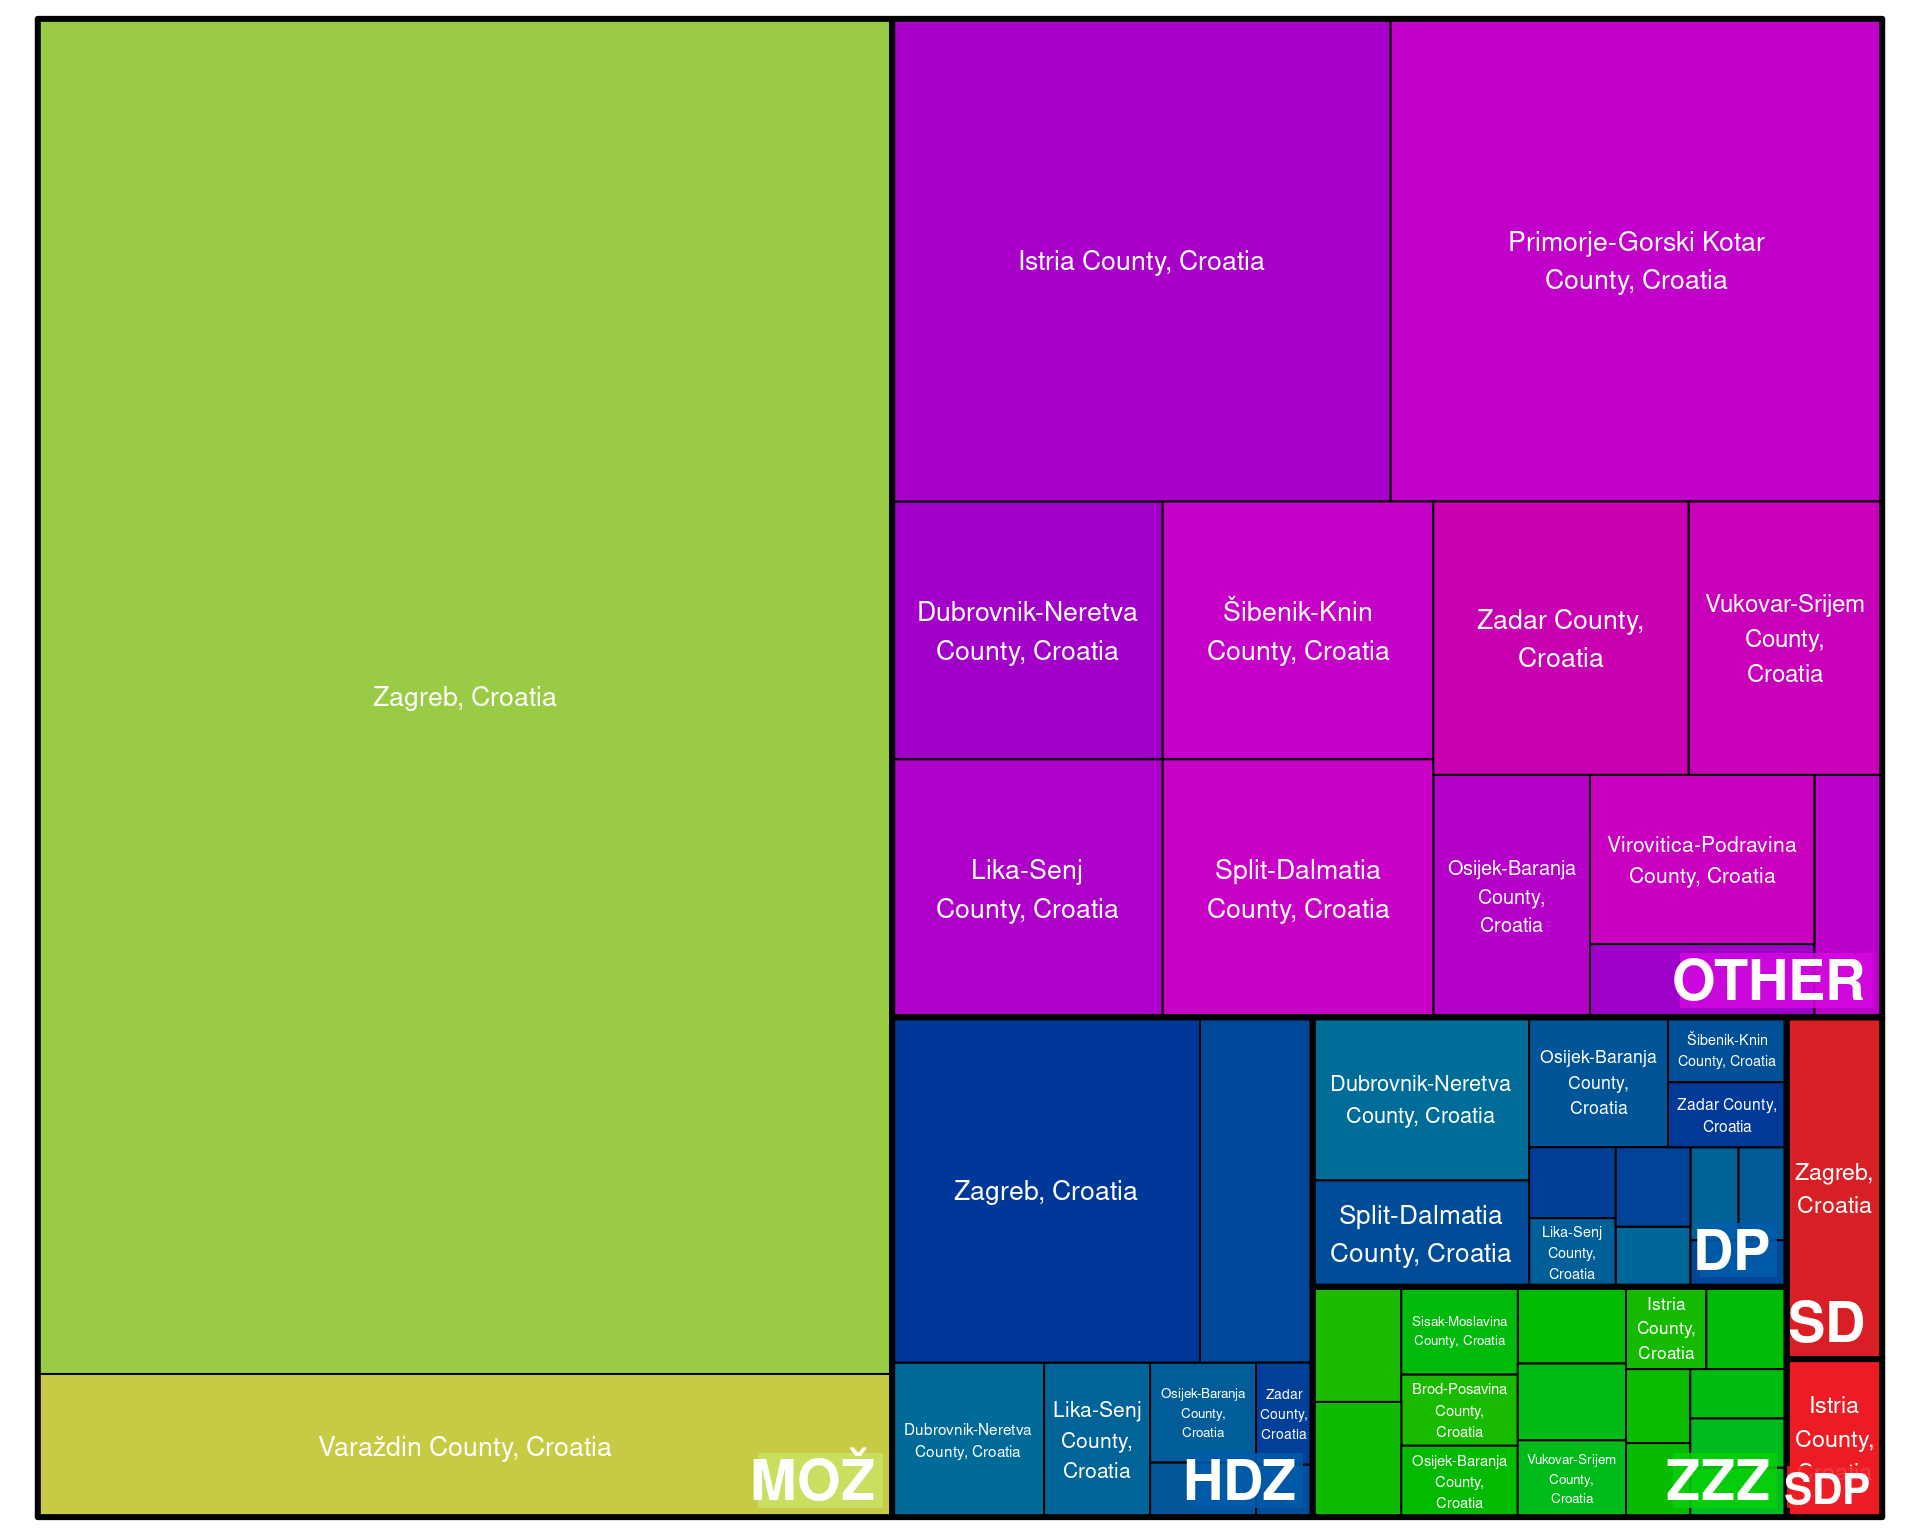 Zagreb, Croatia
Varaždin County, Croatia
MOŽ
Istria County, Croatia
Primorje-Gorski Kotar
County, Croatia
Dubrovnik-Neretva
County, Croatia
Šibenik-Knin
County, Croatia
Zadar County,
Croatia
Vukovar-Srijem
County,
Croatia
Lika-Senj
County, Croatia
Split-Dalmatia
County, Croatia
Osijek-Baranja
County,
Croatia
Virovitica-Podravina
County, Croatia
OTHER
Zagreb, Croatia
Dubrovnik-Neretva
County, Croatia
Lika-Senj
County,
Croatia
Osijek-Baranja
County,
Croatia
Zadar
County,
Croatia
HDZ
Dubrovnik-Neretva
County, Croatia
Split-Dalmatia
County, Croatia
Osijek-Baranja
County,
Croatia
Šibenik-Knin
County, Croatia
Zadar County,
Croatia
Lika-Senj
County,
Croatia
DP
Sisak-Moslavina
County, Croatia
Brod-Posavina
County,
Croatia
Osijek-Baranja
County,
Croatia
Istria
County,
Croatia
Vukovar-Srijem
County,
Croatia
ZZZ
Zagreb,
Croatia
SD
Istria
County,
Croatia
SDP